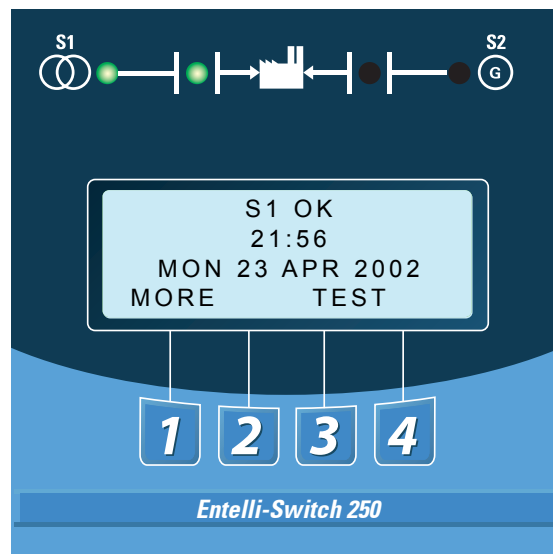 S1 S2
G
S1 OK
21:56
MON 23 APR 2002
MORE TEST
1 2 3 4
Entelli-Switch 250